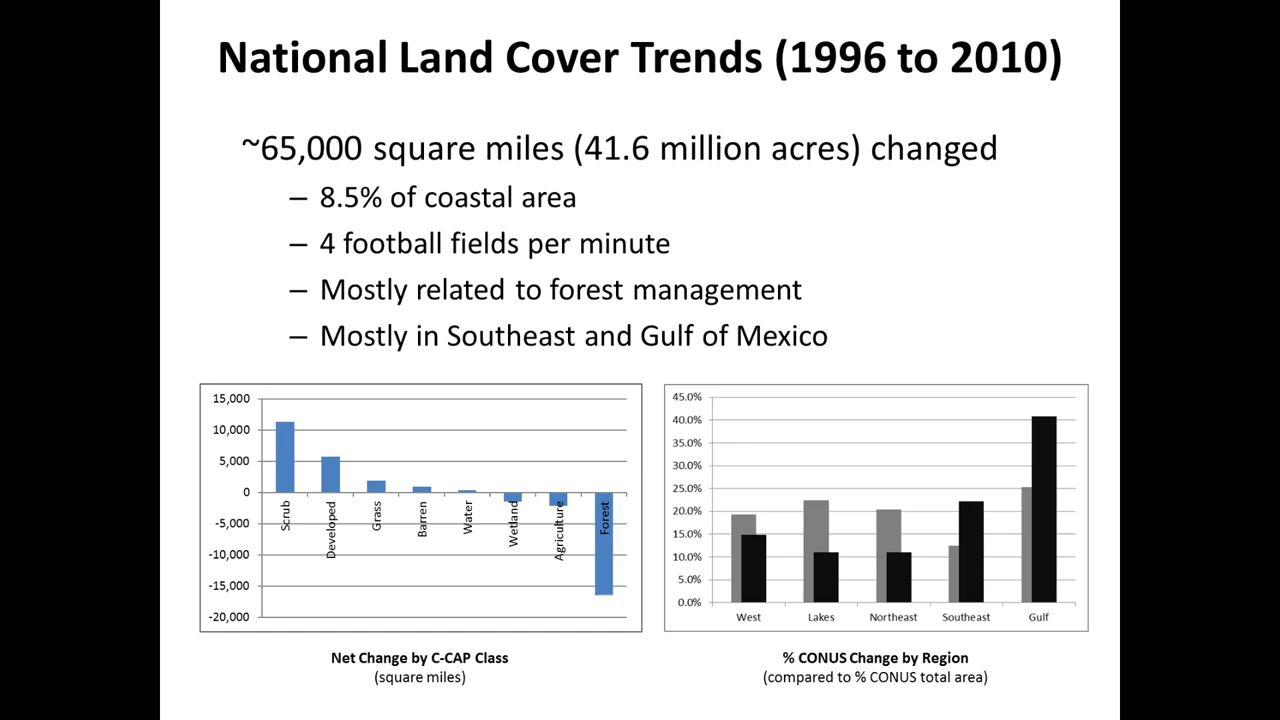 National Land Cover Trends (1996 to 2010)
~65,000 square miles (41.6 million acres) changed
– 8.5% of coastal area
– 4 football fields per minute
– Mostly related to forest management
– Mostly in Southeast and Gulf of Mexico
15,000
10,000
5,000
0
-5,000
-10,000
-15,000
-20,000
Scrub
Developed
Grass
Barren
Water
Wetland
Agriculture
Forest
Net Change by C-CAP Class
(square miles)
45.0%
40.0%
35.0%
30.0%
25.0%
20.0%
15.0%
10.0%
5.0%
0.0%
West
Lakes
Northeast
Southeast
Gulf
% CONUS Change by Region
(compared to % CONUS total area)